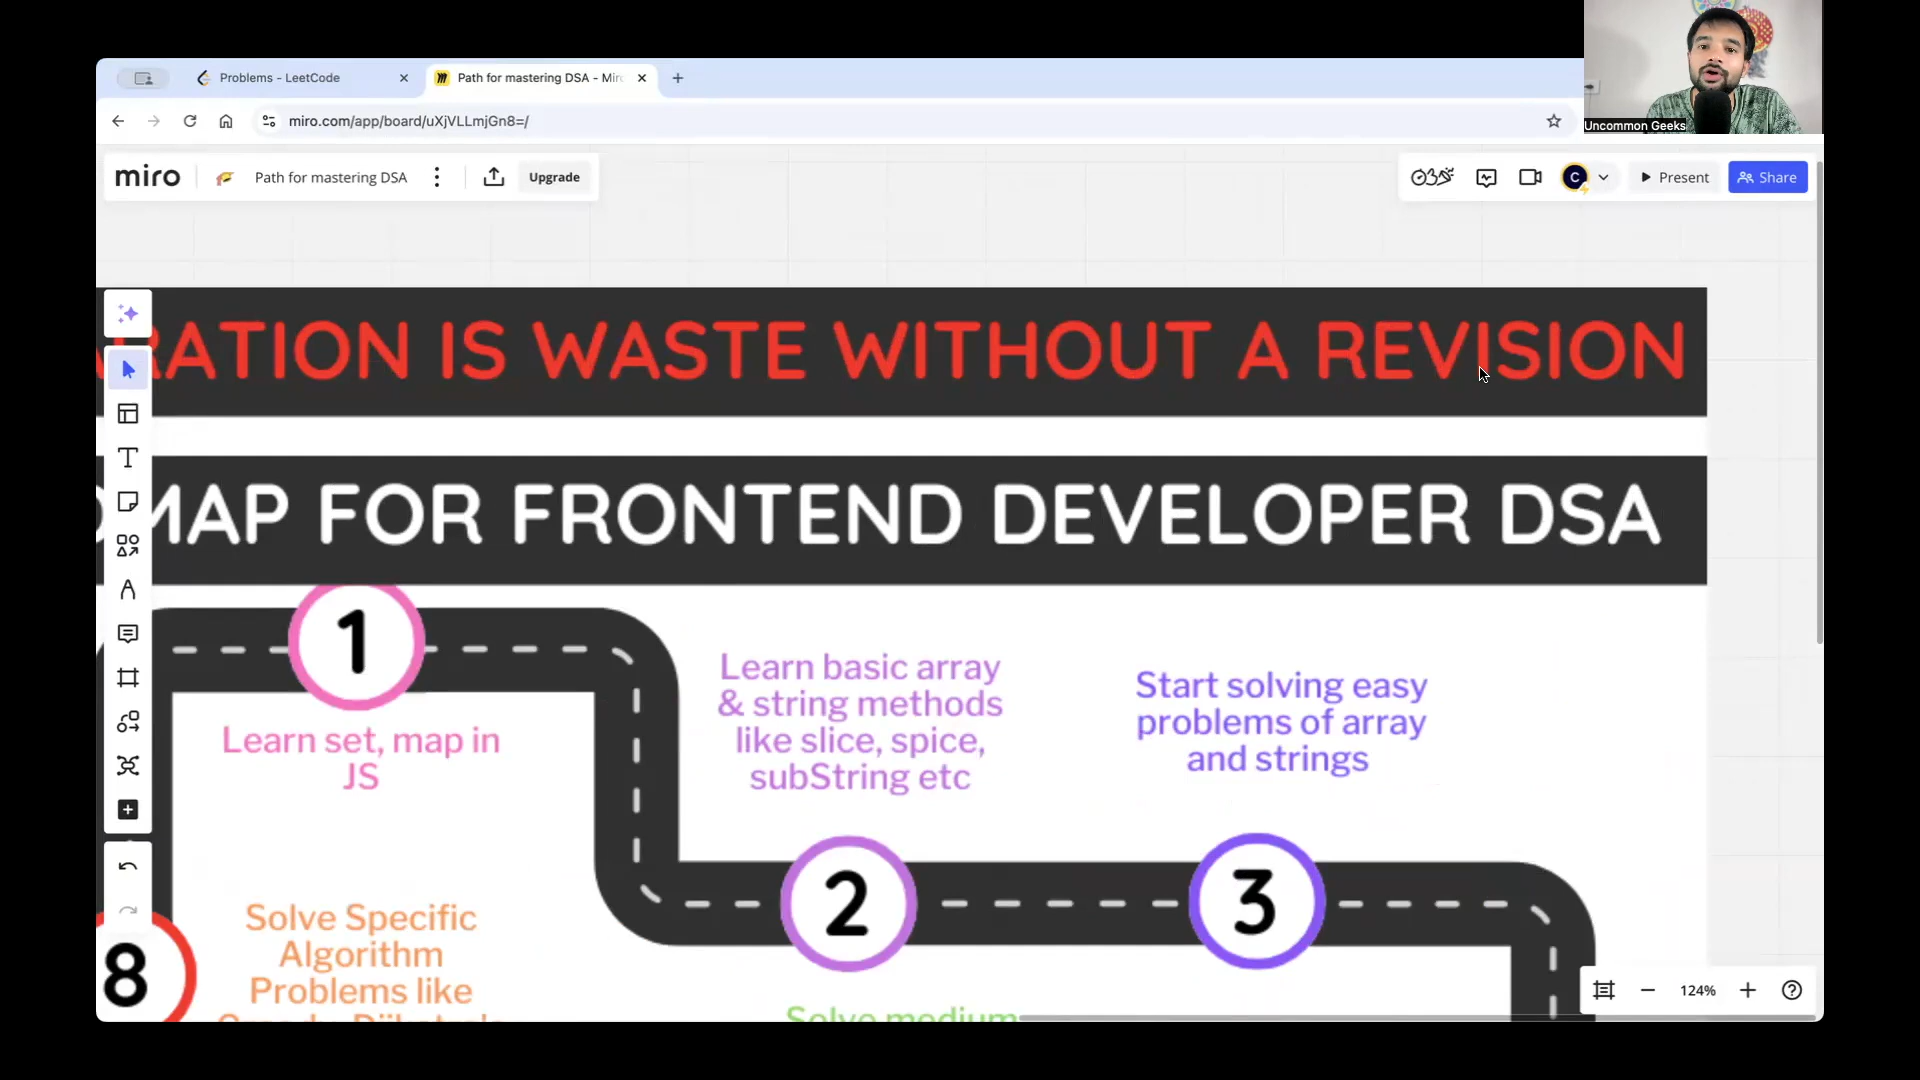 Problems - LeetCode
Path for mastering DSA - Mir
miro.com/app/board/uXjVLLmjGn8=/
Uncommon Geeks
miro
Path for mastering DSA
Upgrade
C
Present
Share
RATION IS WASTE WITHOUT A REVISION
MAP FOR FRONTEND DEVELOPER DSA
1
Learn set, map in
JS
Learn basic array
& string methods
like slice, spice,
subString etc
Start solving easy
problems of array
and strings
2
3
8
Solve Specific
Algorithm
Problems like
Solve medium
124%